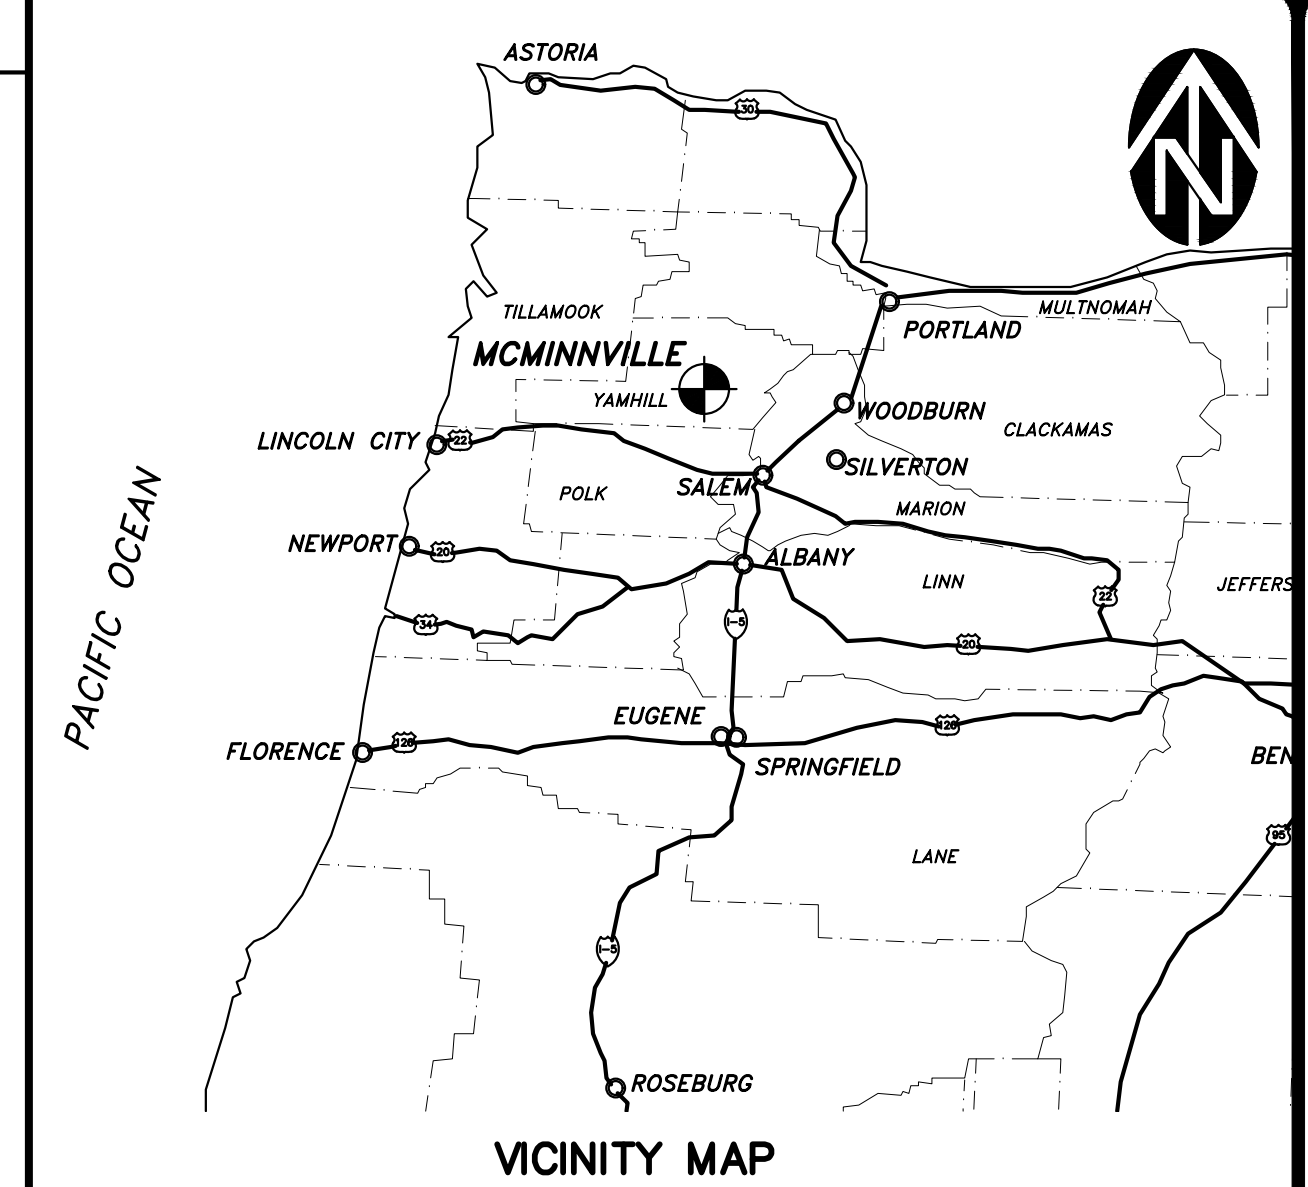 ASTORIA
30
N
TILLAMOOK
MULTNOMAH
PORTLAND
MCMINNVILLE
YAMHILL
WOODBURN
CLACKAMAS
LINCOLN CITY
22
SILVERTON
SALEM
POLK
MARION
PACIFIC OCEAN
NEWPORT
20
ALBANY
LINN
JEFFERS
22
34
I-5
20
EUGENE
126
FLORENCE
126
SPRINGFIELD
BEN
95
LANE
I-5
ROSEBURG
VICINITY MAP